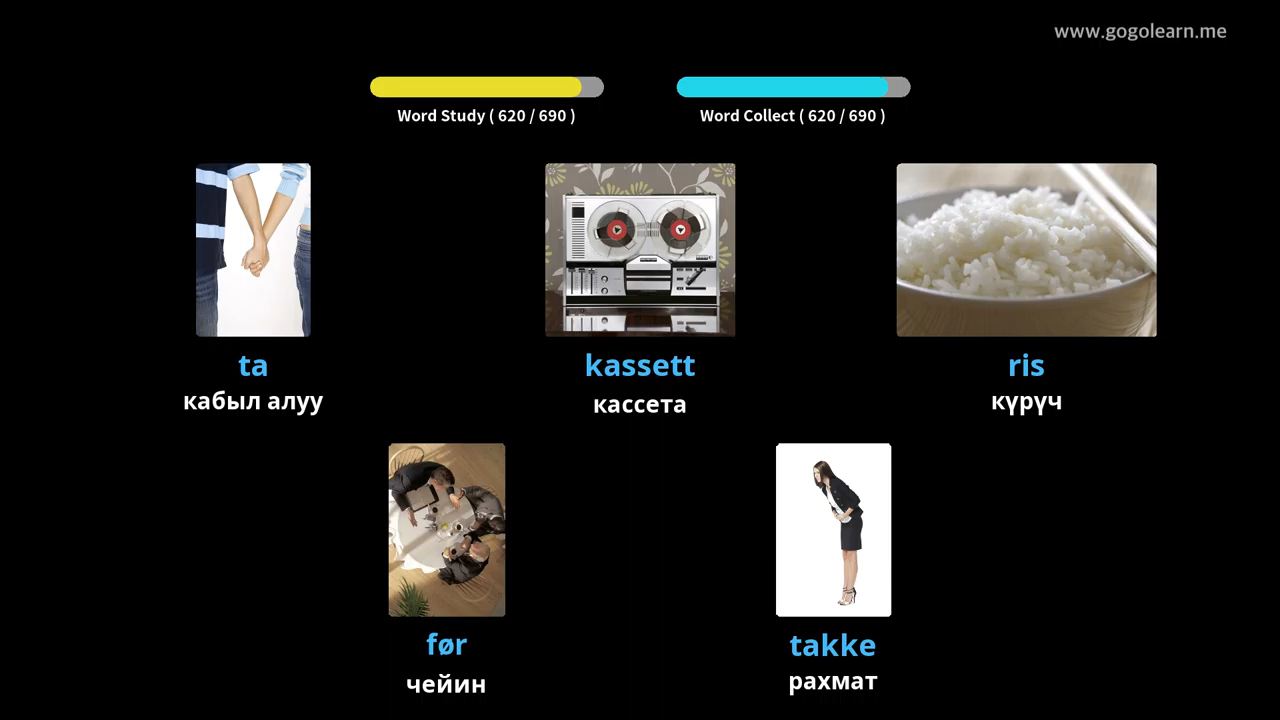 www.gogolearn.me
Word Study ( 620 / 690 )
Word Collect ( 620 / 690 )
ta
кабыл алуу
kassett
кассета
ris
күрүч
før
чейин
takke
рахмат